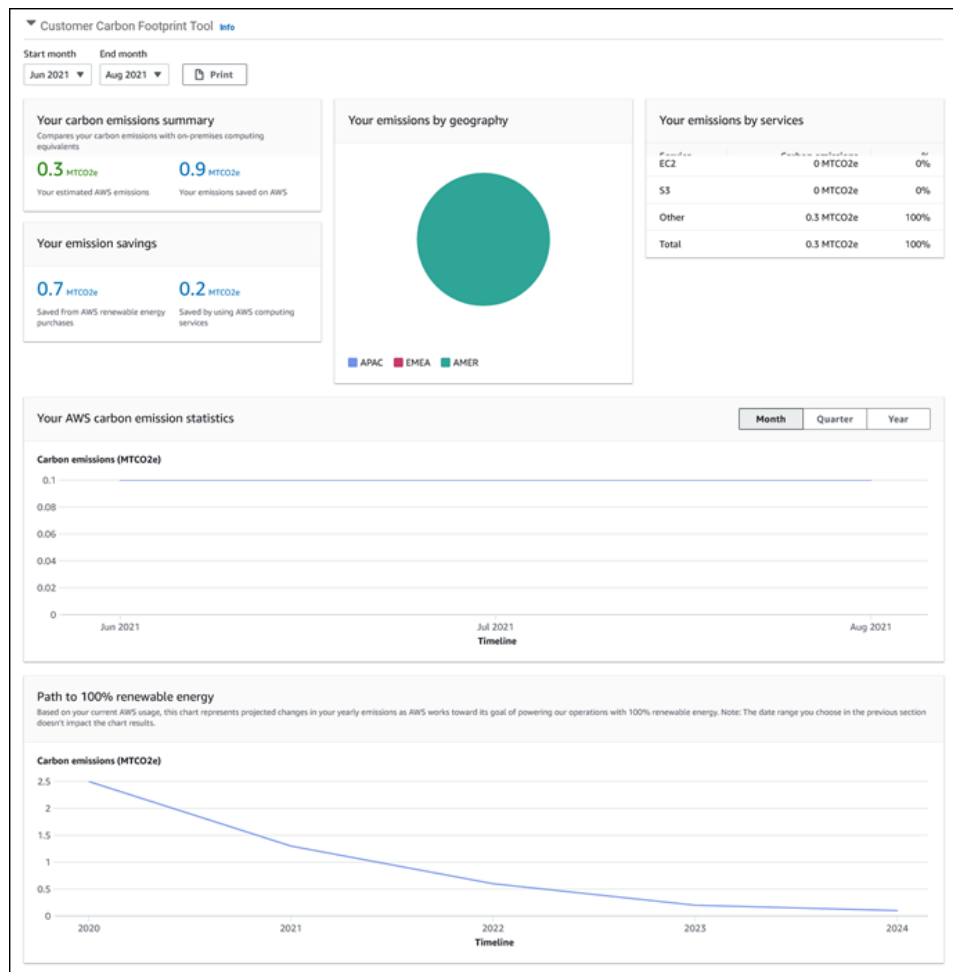 Customer Carbon Footprint Tool Info
Start month End month
Jun 2021 Aug 2021 Print
Your carbon emissions summary
Compares your carbon emissions with on-premises computing
equivalents
0.3 MTCO2e 0.9 MTCO2e
Your estimated AWS emissions Your emissions saved on AWS
Your emission savings
0.7 MTCO2e 0.2 MTCO2e
Saved from AWS renewable energy Saved by using AWS computing
purchases services
Your emissions by geography
APAC EMEA AMER
Your emissions by services
Service Carbon emissions %
EC2 0 MTCO2e 0%
S3 0 MTCO2e 0%
Other 0.3 MTCO2e 100%
Total 0.3 MTCO2e 100%
Your AWS carbon emission statistics
Month Quarter Year
Carbon emissions (MTCO2e)
0.1
0.08
0.06
0.04
0.02
0
Jun 2021 Jul 2021 Aug 2021
Timeline
Path to 100% renewable energy
Based on your current AWS usage, this chart represents projected changes in your yearly emissions as AWS works toward its goal of powering our operations with 100% renewable energy. Note: The date range you choose in the previous section
doesn't impact the chart results.
Carbon emissions (MTCO2e)
2.5
2
1.5
1
0.5
0
2020 2021 2022 2023 2024
Timeline